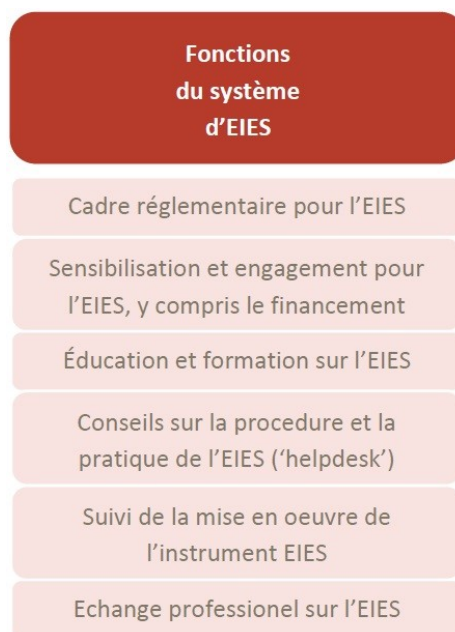 Fonctions
du système
d’EIES
Cadre réglementaire pour l’EIES
Sensibilisation et engagement pour
l’EIES, y compris le financement
Éducation et formation sur l’EIES
Conseils sur la procedure et la
pratique de l’EIES (‘helpdesk’)
Suivi de la mise en oeuvre de
l’instrument EIES
Echange professionel sur l’EIES